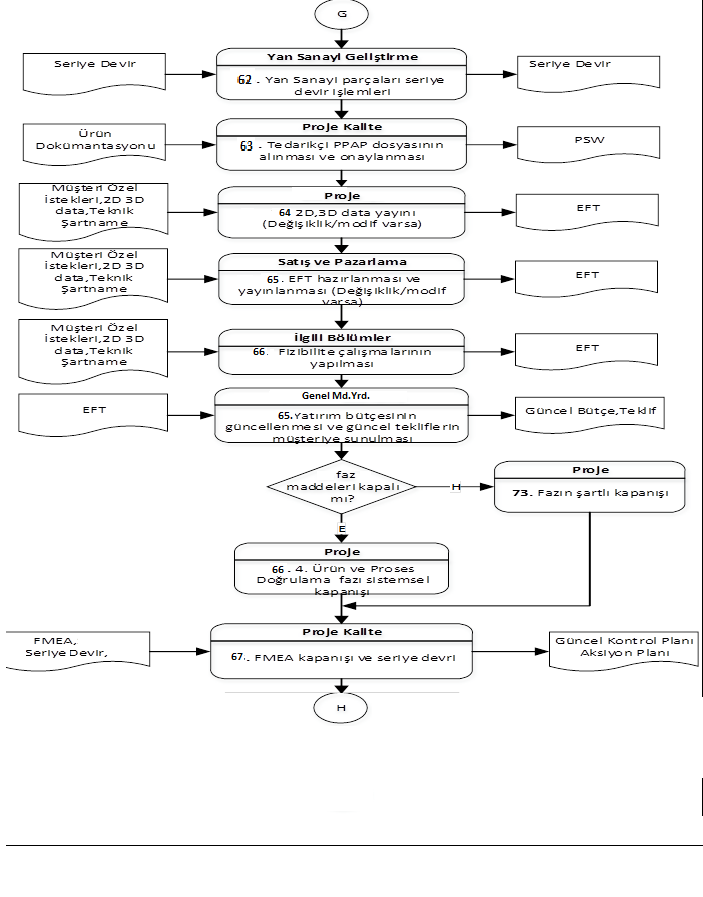 G
Yan Sanayi Geliştirme
Seriye Devir
62 . Yan Sanayi parçaları seriye
devir işlemleri
Seriye Devir
Proje Kalite
Ürün
Dokümantasyonu
63 . Tedarikçi PPAP dosyasının
alınması ve onaylanması
PSW
Müşteri Özel
İstekleri,2D 3D
data,Teknik
Şartname
Proje
64 2D,3D data yayını
(Değişiklik/modif varsa)
EFT
Müşteri Özel
İstekleri,2D 3D
data,Teknik
Şartname
Satış ve Pazarlama
65. EFT hazırlanması ve
yayınlanması (Değişiklik/modif
varsa)
EFT
Müşteri Özel
İstekleri,2D 3D
data,Teknik
Şartname
İlgili Bölümler
66. Fizibilite çalışmalarının
yapılması
EFT
Genel Md.Yrd.
EFT
65.Yatırım bütçesinin
güncellenmesi ve güncel tekliflerin
müşteriye sunulması
Güncel Bütçe,Teklif
faz
maddeleri kapalı
mı?
H
Proje
73. Fazın şartlı kapanışı
E
Proje
66 . 4. Ürün ve Proses
Doğrulama fazı sistemsel
kapanışı
Proje Kalite
FMEA,
Seriye Devir,
67. . FMEA kapanışı ve seriye devri
Güncel Kontrol Planı
Aksiyon Planı
H